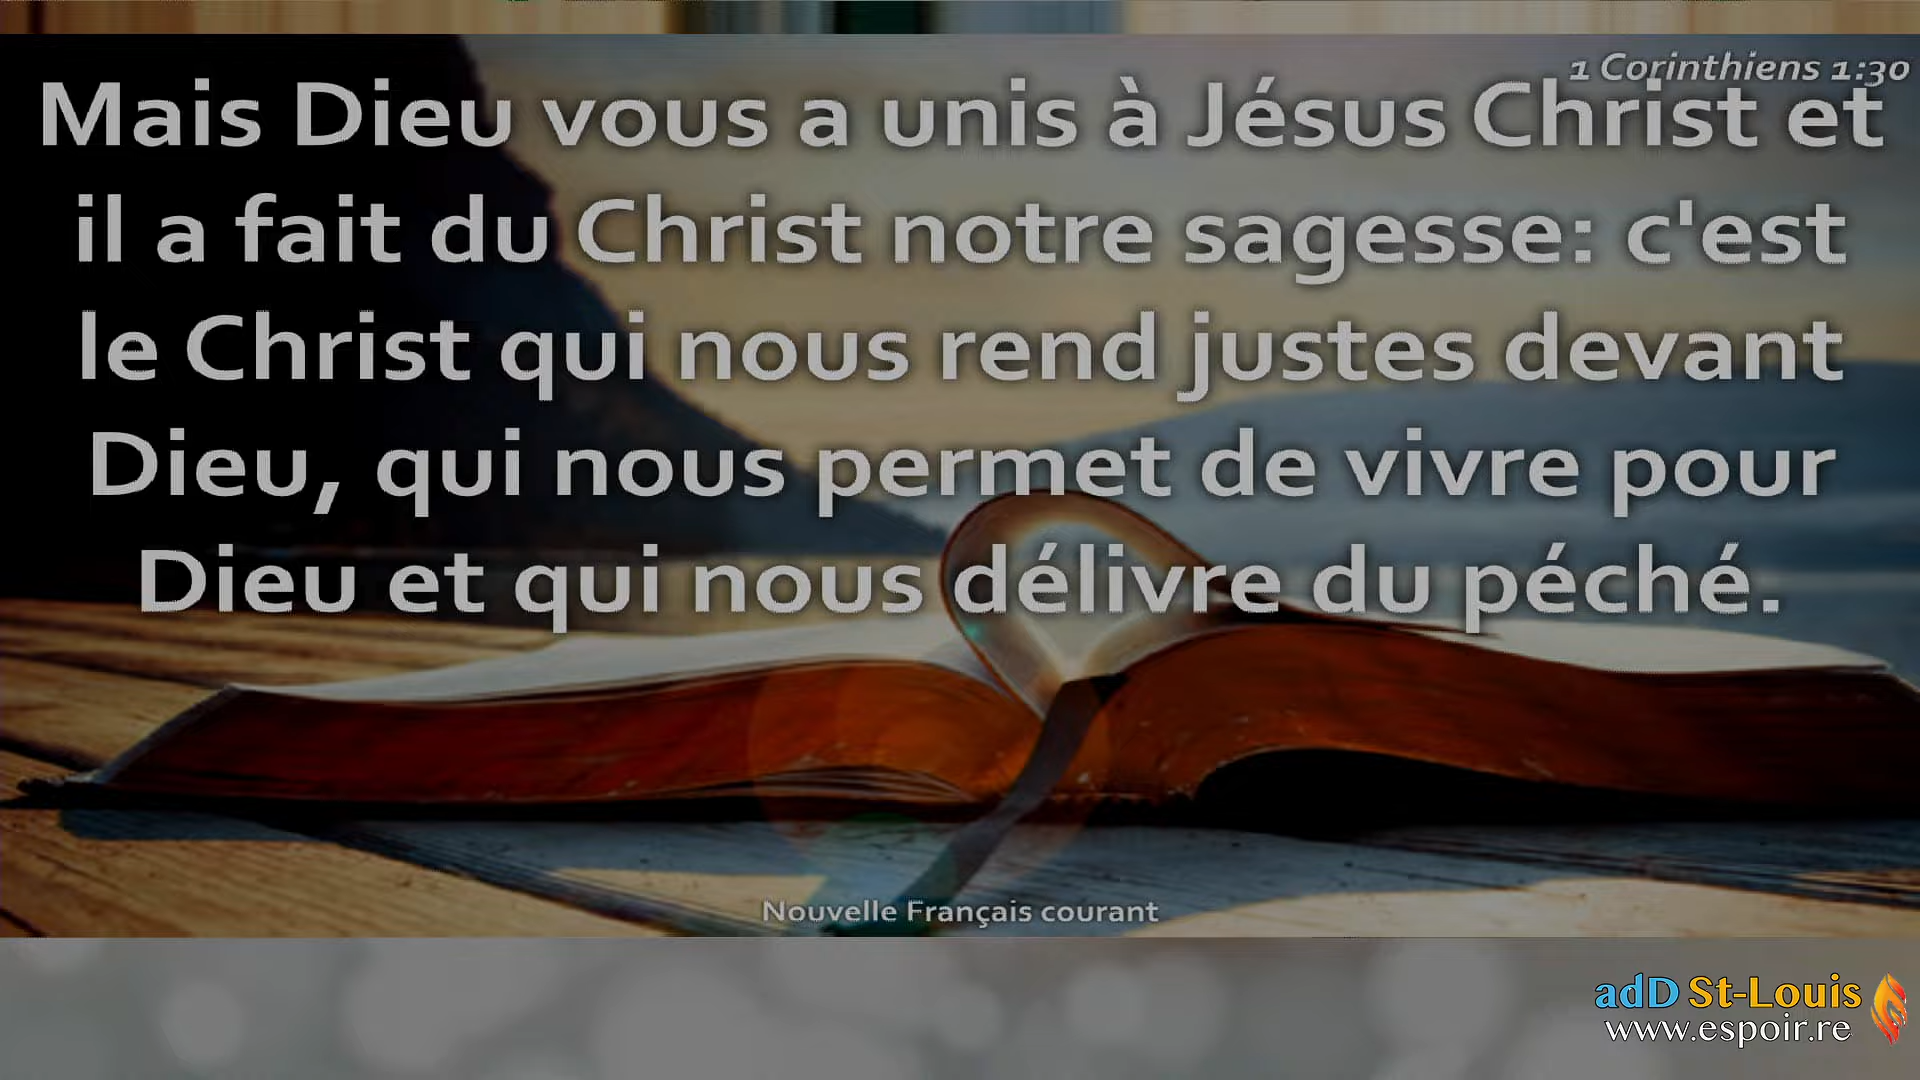 1 Corinthiens 1:30
Mais Dieu vous a unis à Jésus Christ et
il a fait du Christ notre sagesse: c'est
le Christ qui nous rend justes devant
Dieu, qui nous permet de vivre pour
Dieu et qui nous délivre du péché.
Nouvelle Français courant
adD St-Louis
www.espoir.re